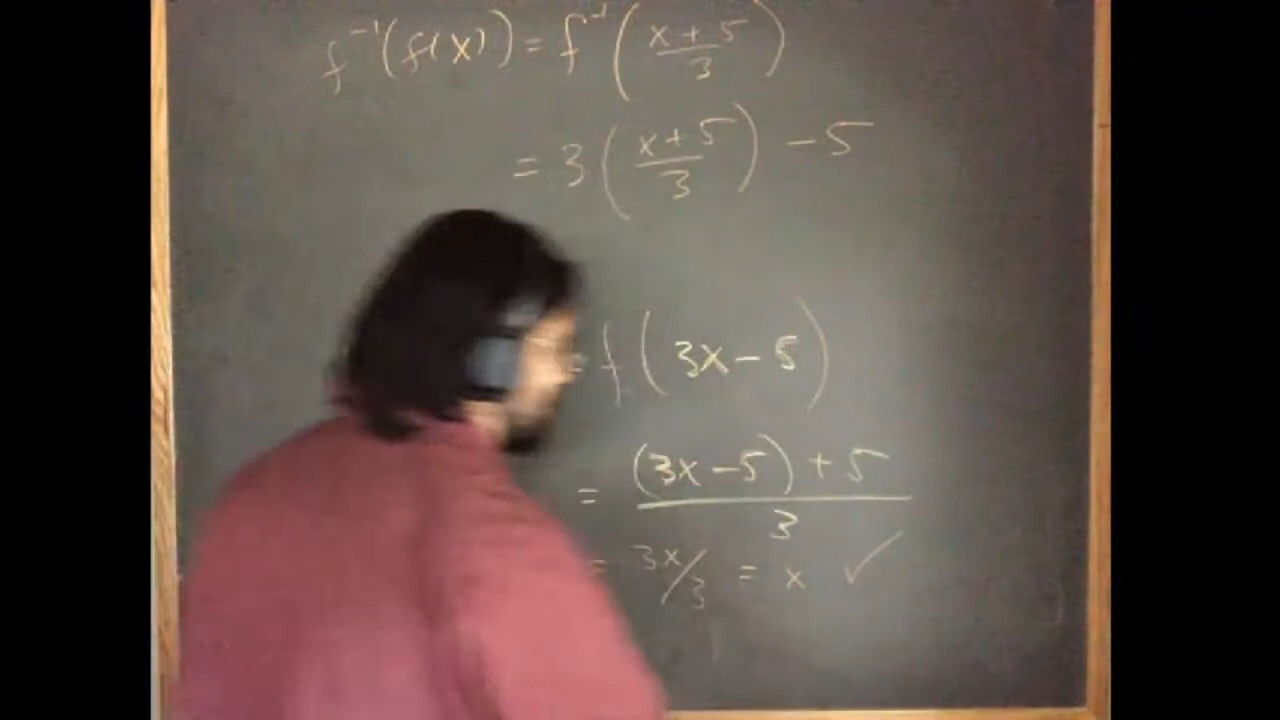 f⁻¹(f(x)) = f⁻¹((x+5)/3)
= 3((x+5)/3) - 5
= f(3x-5)
= ((3x-5)+5)/3
= 3x/3 = x ✓